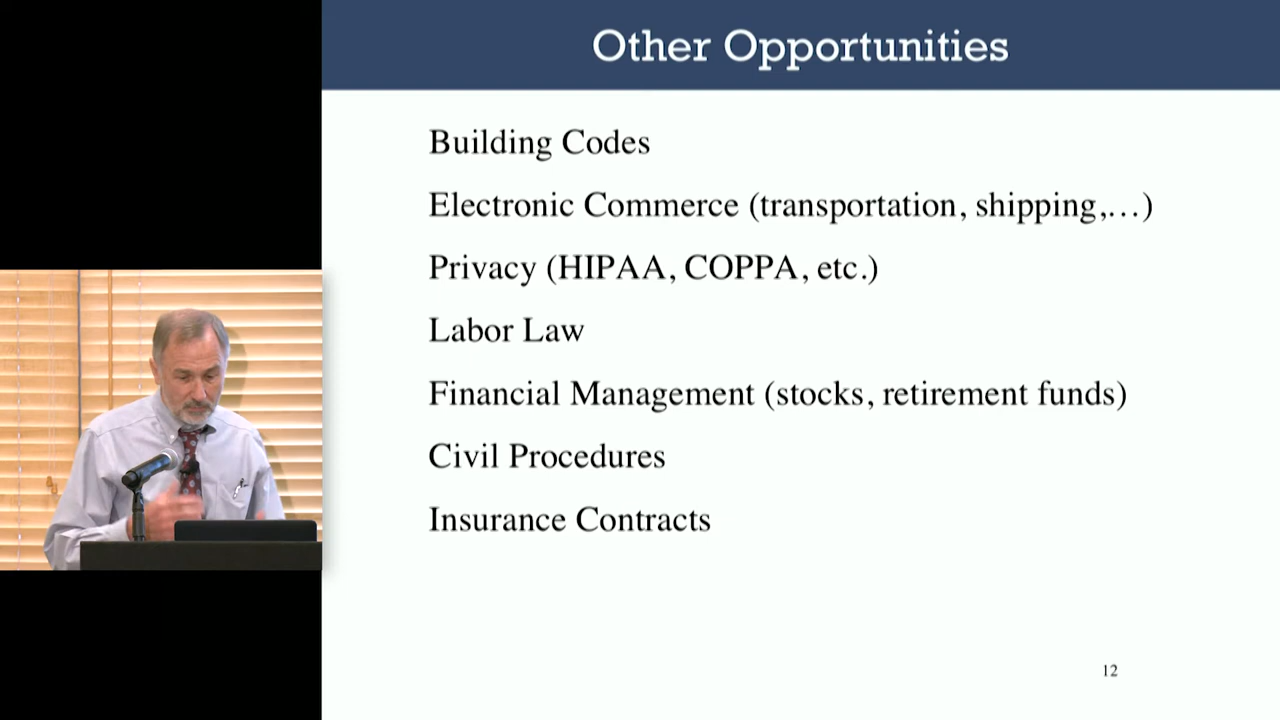 Other Opportunities
Building Codes
Electronic Commerce (transportation, shipping,…)
Privacy (HIPAA, COPPA, etc.)
Labor Law
Financial Management (stocks, retirement funds)
Civil Procedures
Insurance Contracts
12